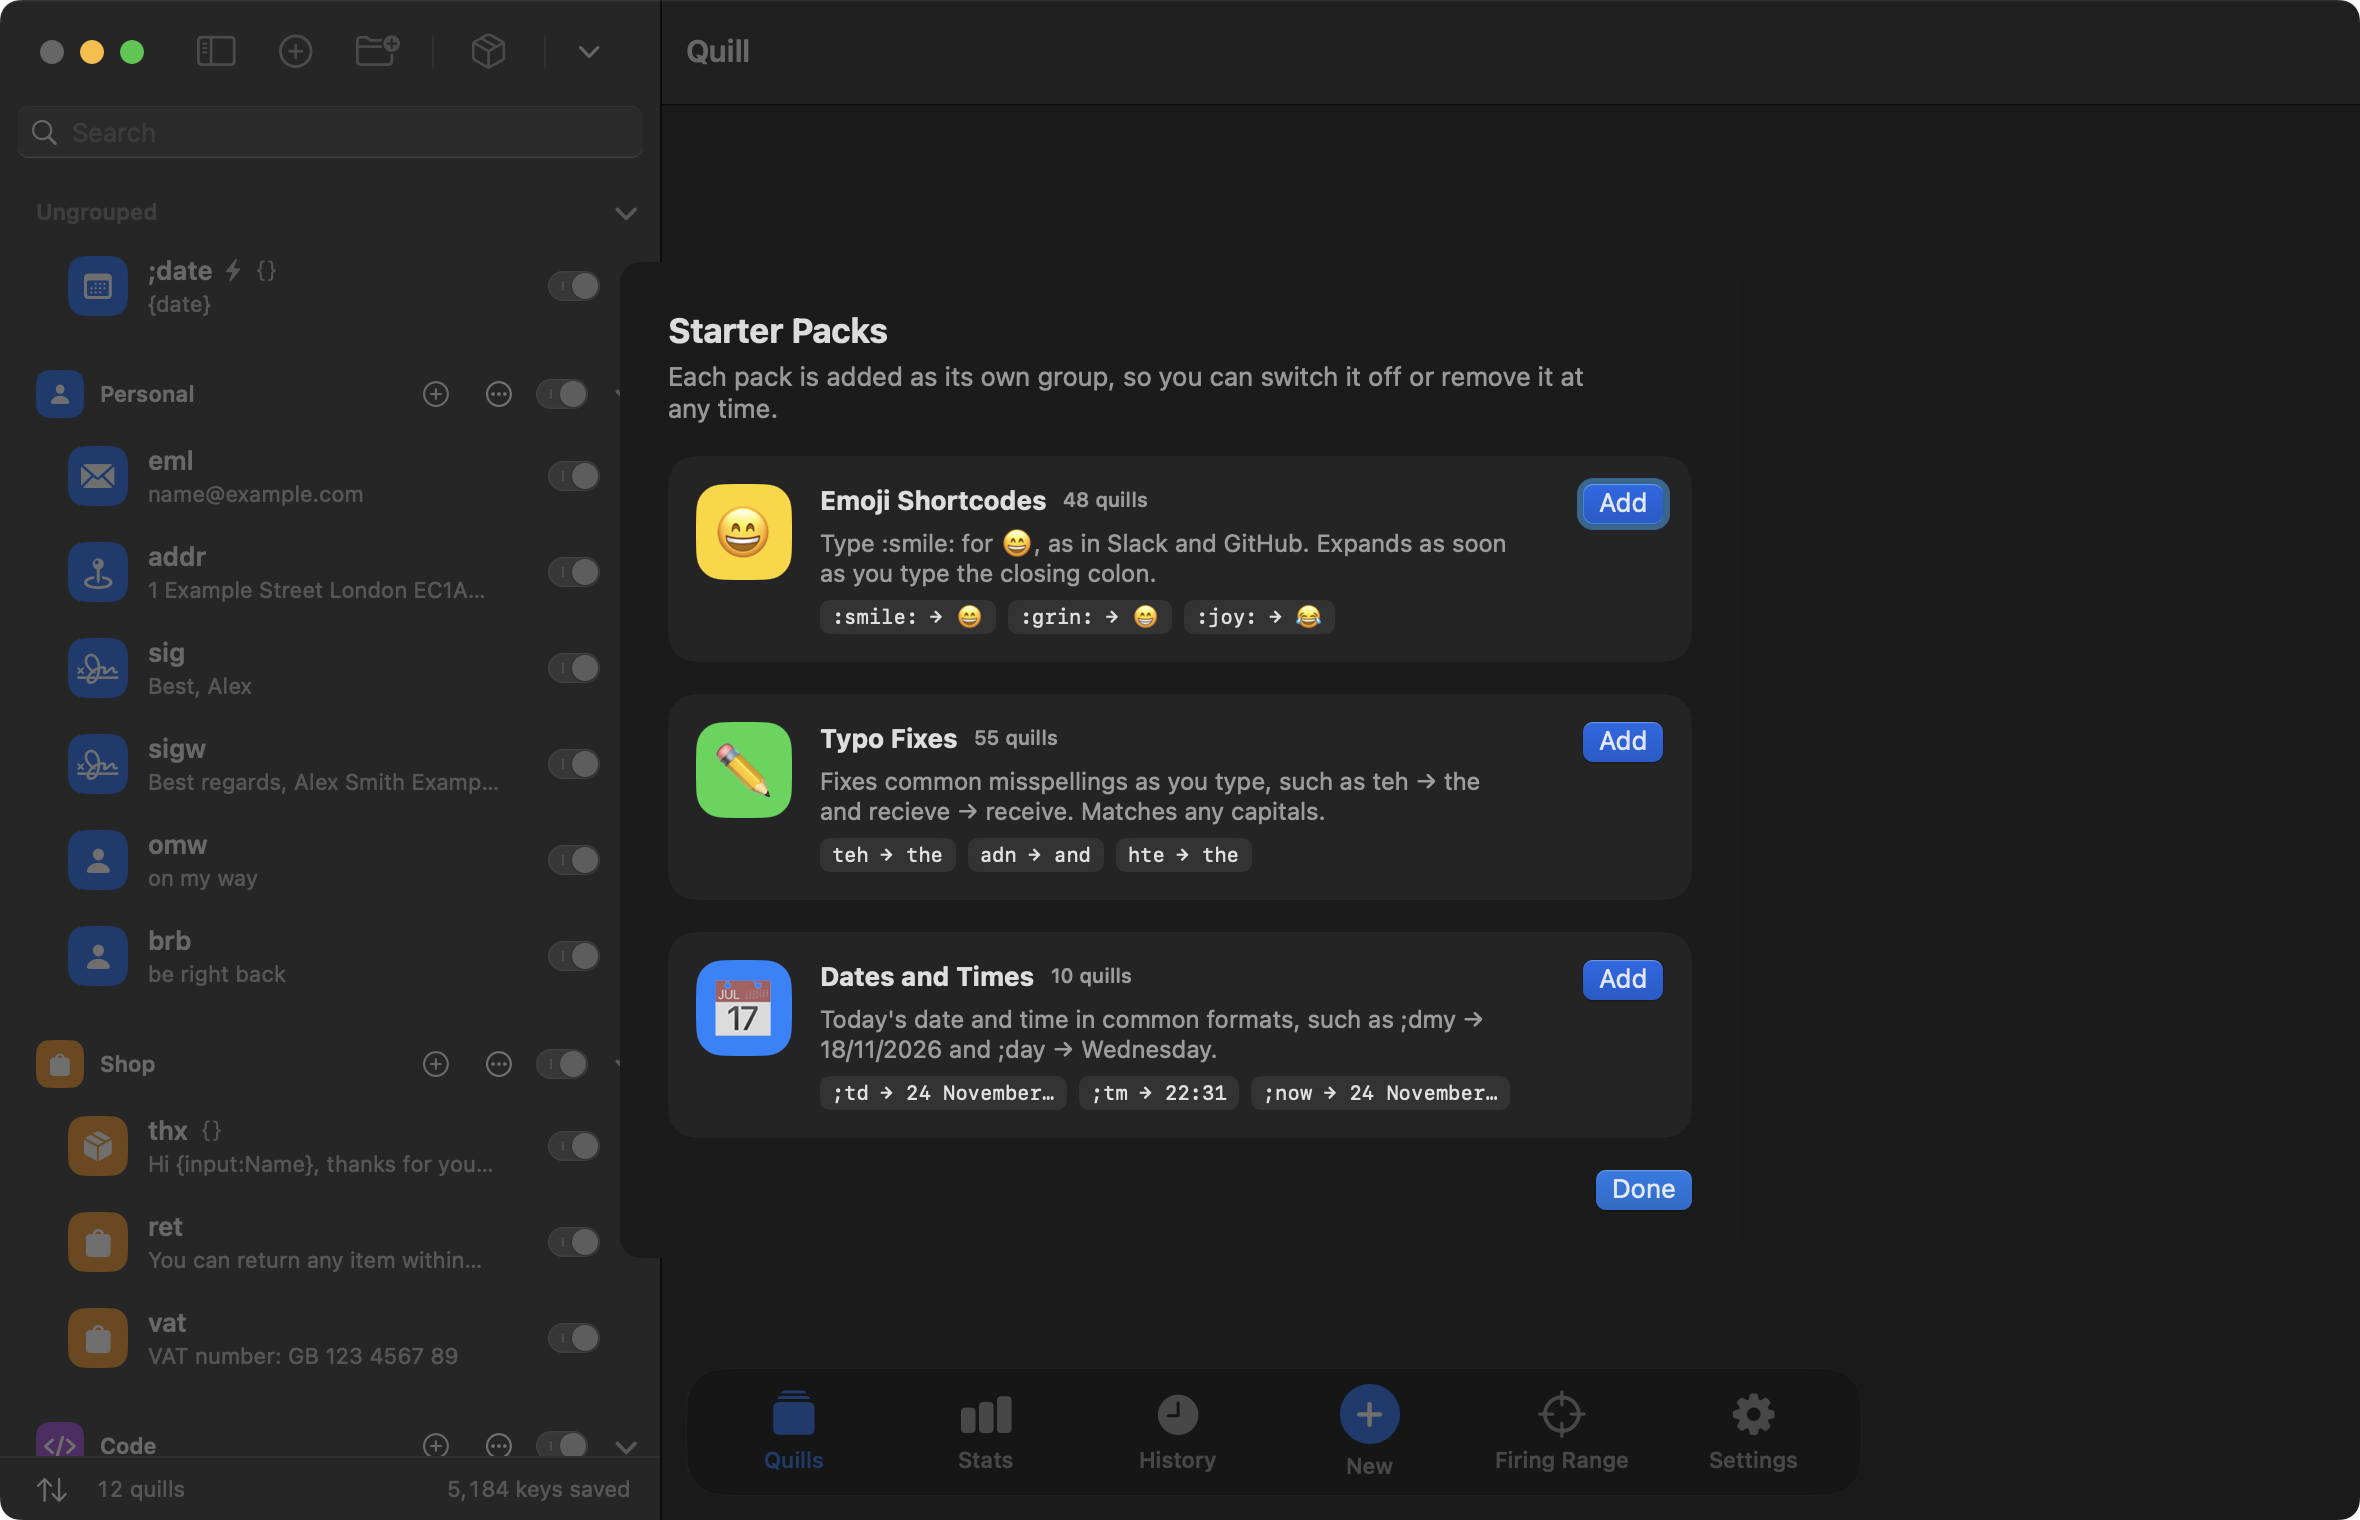 Quill
Search
Ungrouped
;date {}
{date}
Personal
eml
name@example.com
addr
1 Example Street London EC1A...
sig
Best, Alex
sigw
Best regards, Alex Smith Examp...
omw
on my way
brb
be right back
Shop
thx {}
Hi {input:Name}, thanks for you...
ret
You can return any item within...
vat
VAT number: GB 123 4567 89
</> Code
12 quills
5,184 keys saved
Starter Packs
Each pack is added as its own group, so you can switch it off or remove it at
any time.
Emoji Shortcodes 48 quills
Add
Type :smile: for 😄, as in Slack and GitHub. Expands as soon
as you type the closing colon.
:smile: → 😄 :grin: → 😁 :joy: → 😂
Typo Fixes 55 quills
Add
Fixes common misspellings as you type, such as teh → the
and recieve → receive. Matches any capitals.
teh → the adn → and hte → the
JUL
17
Dates and Times 10 quills
Add
Today's date and time in common formats, such as ;dmy →
18/11/2026 and ;day → Wednesday.
;td → 24 November… ;tm → 22:31 ;now → 24 November…
Done
Quills
Stats
History
New
Firing Range
Settings